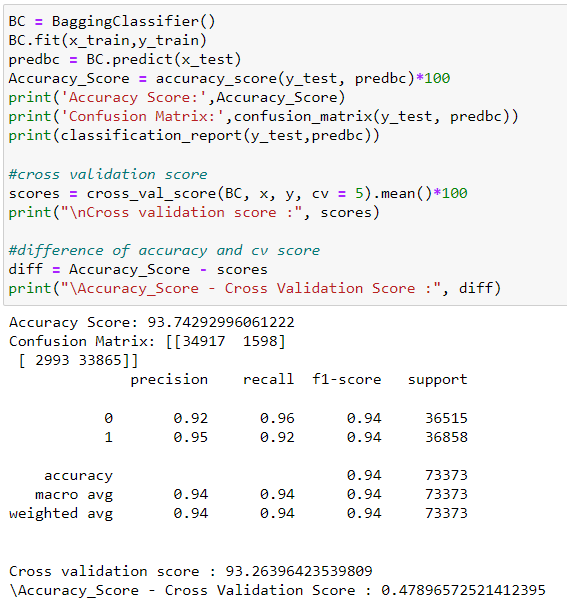 BC = BaggingClassifier()
BC.fit(x_train,y_train)
predbc = BC.predict(x_test)
Accuracy_Score = accuracy_score(y_test, predbc)*100
print('Accuracy Score:',Accuracy_Score)
print('Confusion Matrix:',confusion_matrix(y_test, predbc))
print(classification_report(y_test,predbc))

#cross validation score
scores = cross_val_score(BC, x, y, cv = 5).mean()*100
print("\nCross validation score :", scores)

#difference of accuracy and cv score
diff = Accuracy_Score - scores
print("\Accuracy_Score - Cross Validation Score :", diff)

Accuracy Score: 93.74292996061222
Confusion Matrix: [[34917  1598]
 [ 2993 33865]]
              precision    recall  f1-score   support

           0       0.92      0.96      0.94     36515
           1       0.95      0.92      0.94     36858

    accuracy                           0.94     73373
   macro avg       0.94      0.94      0.94     73373
weighted avg       0.94      0.94      0.94     73373

Cross validation score : 93.26396423539809
\Accuracy_Score - Cross Validation Score : 0.47896572521412395